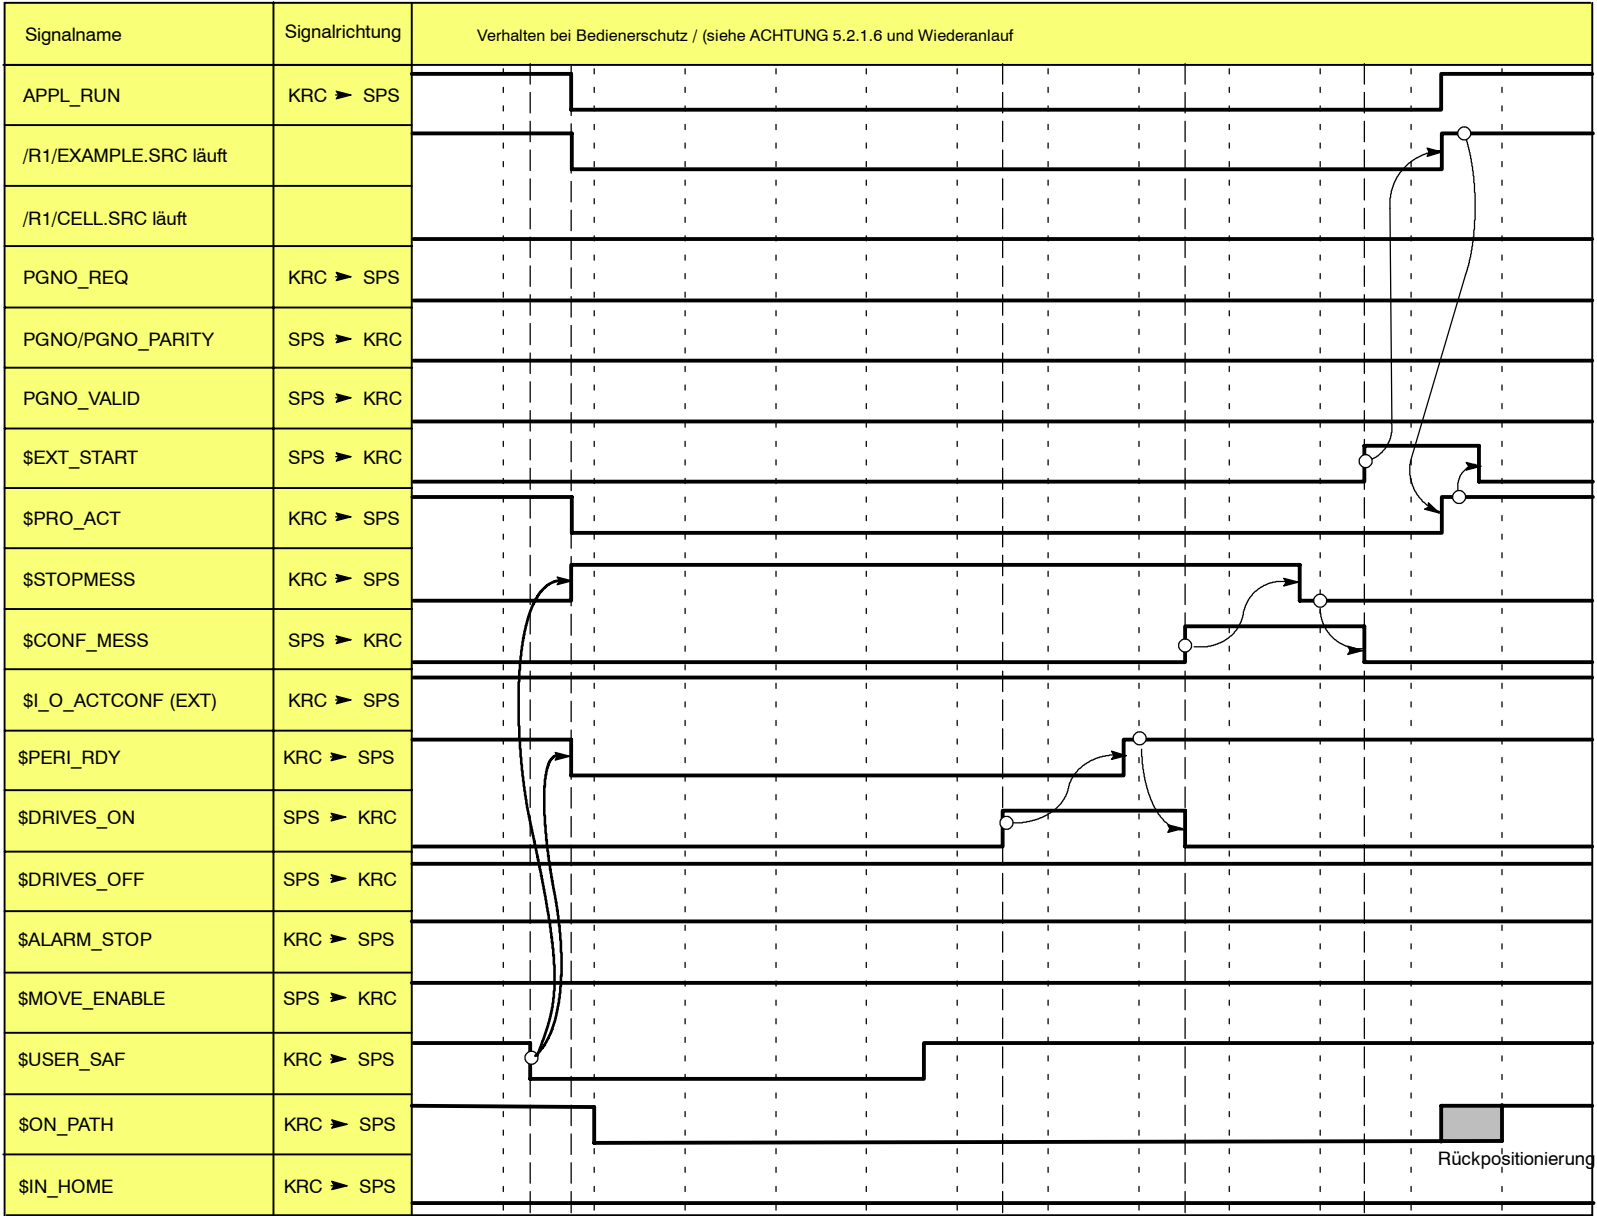 Signalname Signalrichtung Verhalten bei Bedienerschutz / (siehe ACHTUNG 5.2.1.6 und Wiederanlauf
APPL_RUN KRC ➤ SPS
/R1/EXAMPLE.SRC läuft
/R1/CELL.SRC läuft
PGNO_REQ KRC ➤ SPS
PGNO/PGNO_PARITY SPS ➤ KRC
PGNO_VALID SPS ➤ KRC
$EXT_START SPS ➤ KRC
$PRO_ACT KRC ➤ SPS
$STOPMESS KRC ➤ SPS
$CONF_MESS SPS ➤ KRC
$I_O_ACTCONF (EXT) KRC ➤ SPS
$PERI_RDY KRC ➤ SPS
$DRIVES_ON SPS ➤ KRC
$DRIVES_OFF SPS ➤ KRC
$ALARM_STOP KRC ➤ SPS
$MOVE_ENABLE SPS ➤ KRC
$USER_SAF KRC ➤ SPS
$ON_PATH KRC ➤ SPS
Rückpositionierung
$IN_HOME KRC ➤ SPS